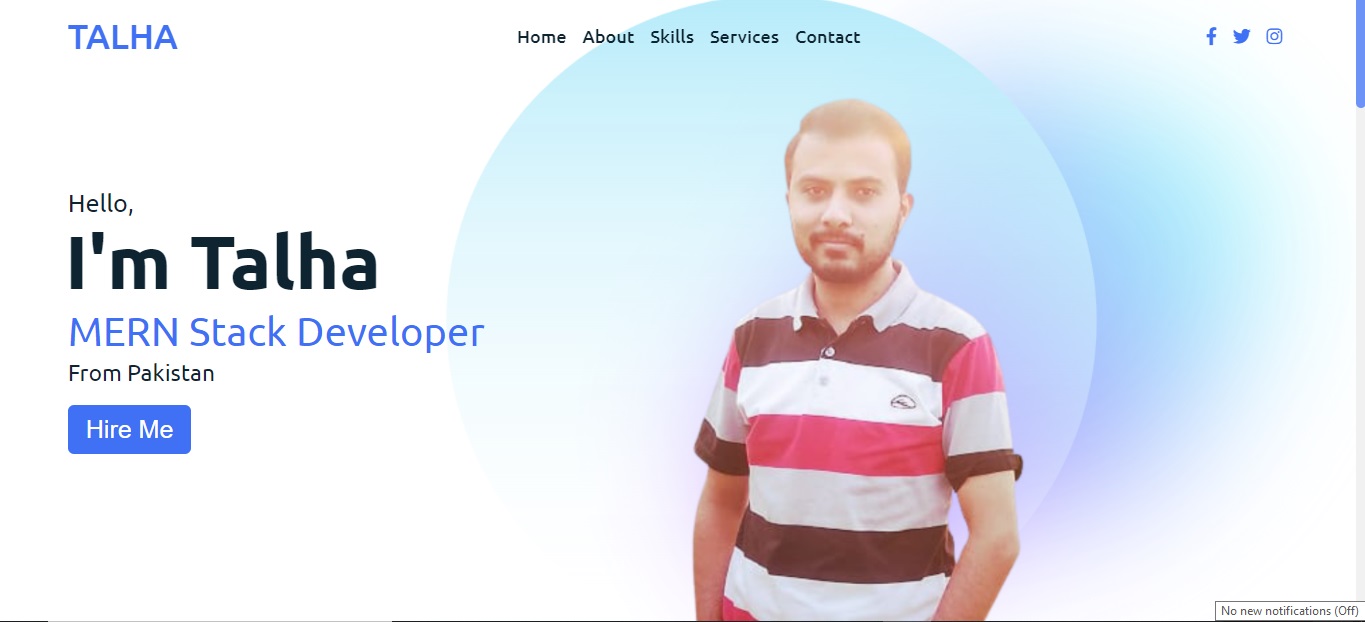 TALHA
Home About Skills Services Contact
Hello,
I'm Talha
MERN Stack Developer
From Pakistan
Hire Me
No new notifications (Off)